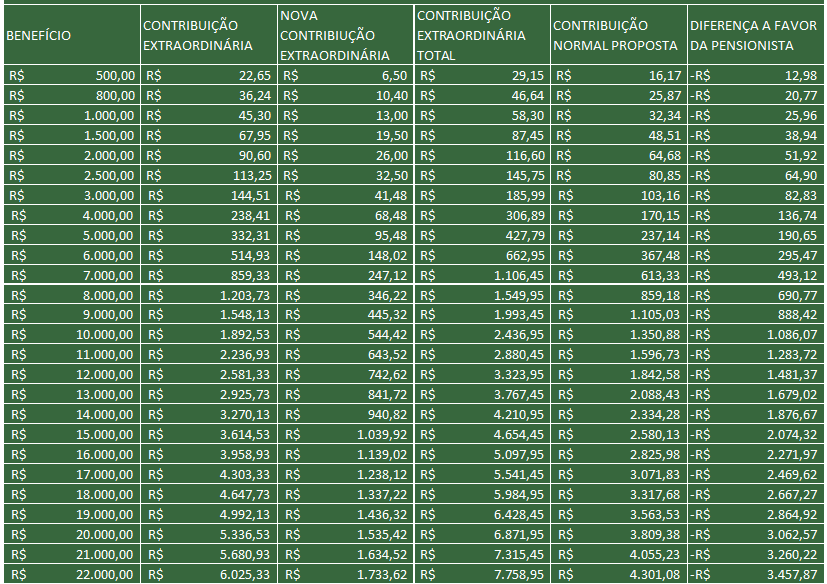 BENEFÍCIO CONTRIBUIÇÃO EXTRAORDINÁRIA NOVA CONTRIBIUÇÃO EXTRAORDINÁRIA CONTRIBUIÇÃO EXTRAORDINÁRIA TOTAL CONTRIBUIÇÃO NORMAL PROPOSTA DIFERENÇA A FAVOR DA PENSIONISTA
R$ 500,00 R$ 22,65 R$ 6,50 R$ 29,15 R$ 16,17 -R$ 12,98
R$ 800,00 R$ 36,24 R$ 10,40 R$ 46,64 R$ 25,87 -R$ 20,77
R$ 1.000,00 R$ 45,30 R$ 13,00 R$ 58,30 R$ 32,34 -R$ 25,96
R$ 1.500,00 R$ 67,95 R$ 19,50 R$ 87,45 R$ 48,51 -R$ 38,94
R$ 2.000,00 R$ 90,60 R$ 26,00 R$ 116,60 R$ 64,68 -R$ 51,92
R$ 2.500,00 R$ 113,25 R$ 32,50 R$ 145,75 R$ 80,85 -R$ 64,90
R$ 3.000,00 R$ 144,51 R$ 41,48 R$ 185,99 R$ 103,16 -R$ 82,83
R$ 4.000,00 R$ 238,41 R$ 68,48 R$ 306,89 R$ 170,15 -R$ 136,74
R$ 5.000,00 R$ 332,31 R$ 95,48 R$ 427,79 R$ 237,14 -R$ 190,65
R$ 6.000,00 R$ 514,93 R$ 148,02 R$ 662,95 R$ 367,48 -R$ 295,47
R$ 7.000,00 R$ 859,33 R$ 247,12 R$ 1.106,45 R$ 613,33 -R$ 493,12
R$ 8.000,00 R$ 1.203,73 R$ 346,22 R$ 1.549,95 R$ 859,18 -R$ 690,77
R$ 9.000,00 R$ 1.548,13 R$ 445,32 R$ 1.993,45 R$ 1.105,03 -R$ 888,42
R$ 10.000,00 R$ 1.892,53 R$ 544,42 R$ 2.436,95 R$ 1.350,88 -R$ 1.086,07
R$ 11.000,00 R$ 2.236,93 R$ 643,52 R$ 2.880,45 R$ 1.596,73 -R$ 1.283,72
R$ 12.000,00 R$ 2.581,33 R$ 742,62 R$ 3.323,95 R$ 1.842,58 -R$ 1.481,37
R$ 13.000,00 R$ 2.925,73 R$ 841,72 R$ 3.767,45 R$ 2.088,43 -R$ 1.679,02
R$ 14.000,00 R$ 3.270,13 R$ 940,82 R$ 4.210,95 R$ 2.334,28 -R$ 1.876,67
R$ 15.000,00 R$ 3.614,53 R$ 1.039,92 R$ 4.654,45 R$ 2.580,13 -R$ 2.074,32
R$ 16.000,00 R$ 3.958,93 R$ 1.139,02 R$ 5.097,95 R$ 2.825,98 -R$ 2.271,97
R$ 17.000,00 R$ 4.303,33 R$ 1.238,12 R$ 5.541,45 R$ 3.071,83 -R$ 2.469,62
R$ 18.000,00 R$ 4.647,73 R$ 1.337,22 R$ 5.984,95 R$ 3.317,68 -R$ 2.667,27
R$ 19.000,00 R$ 4.992,13 R$ 1.436,32 R$ 6.428,45 R$ 3.563,53 -R$ 2.864,92
R$ 20.000,00 R$ 5.336,53 R$ 1.535,42 R$ 6.871,95 R$ 3.809,38 -R$ 3.062,57
R$ 21.000,00 R$ 5.680,93 R$ 1.634,52 R$ 7.315,45 R$ 4.055,23 -R$ 3.260,22
R$ 22.000,00 R$ 6.025,33 R$ 1.733,62 R$ 7.758,95 R$ 4.301,08 -R$ 3.457,87